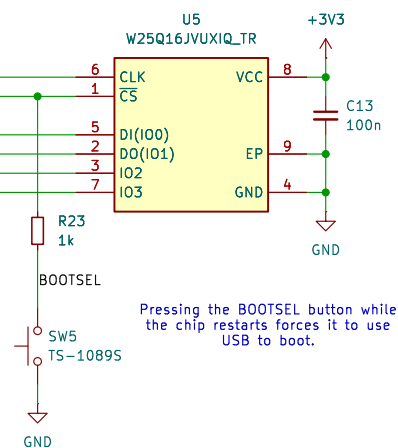 U5
W25Q16JVUXIQ_TR
+3V3
6 CLK
VCC 8
1 CS
C13
100n
5 DI(IO0)
2 DO(IO1)
EP 9
3 IO2
7 IO3
GND 4
R23
1k
GND
BOOTSEL
Pressing the BOOTSEL button while
the chip restarts forces it to use
USB to boot.
SW5
TS-1089S
GND